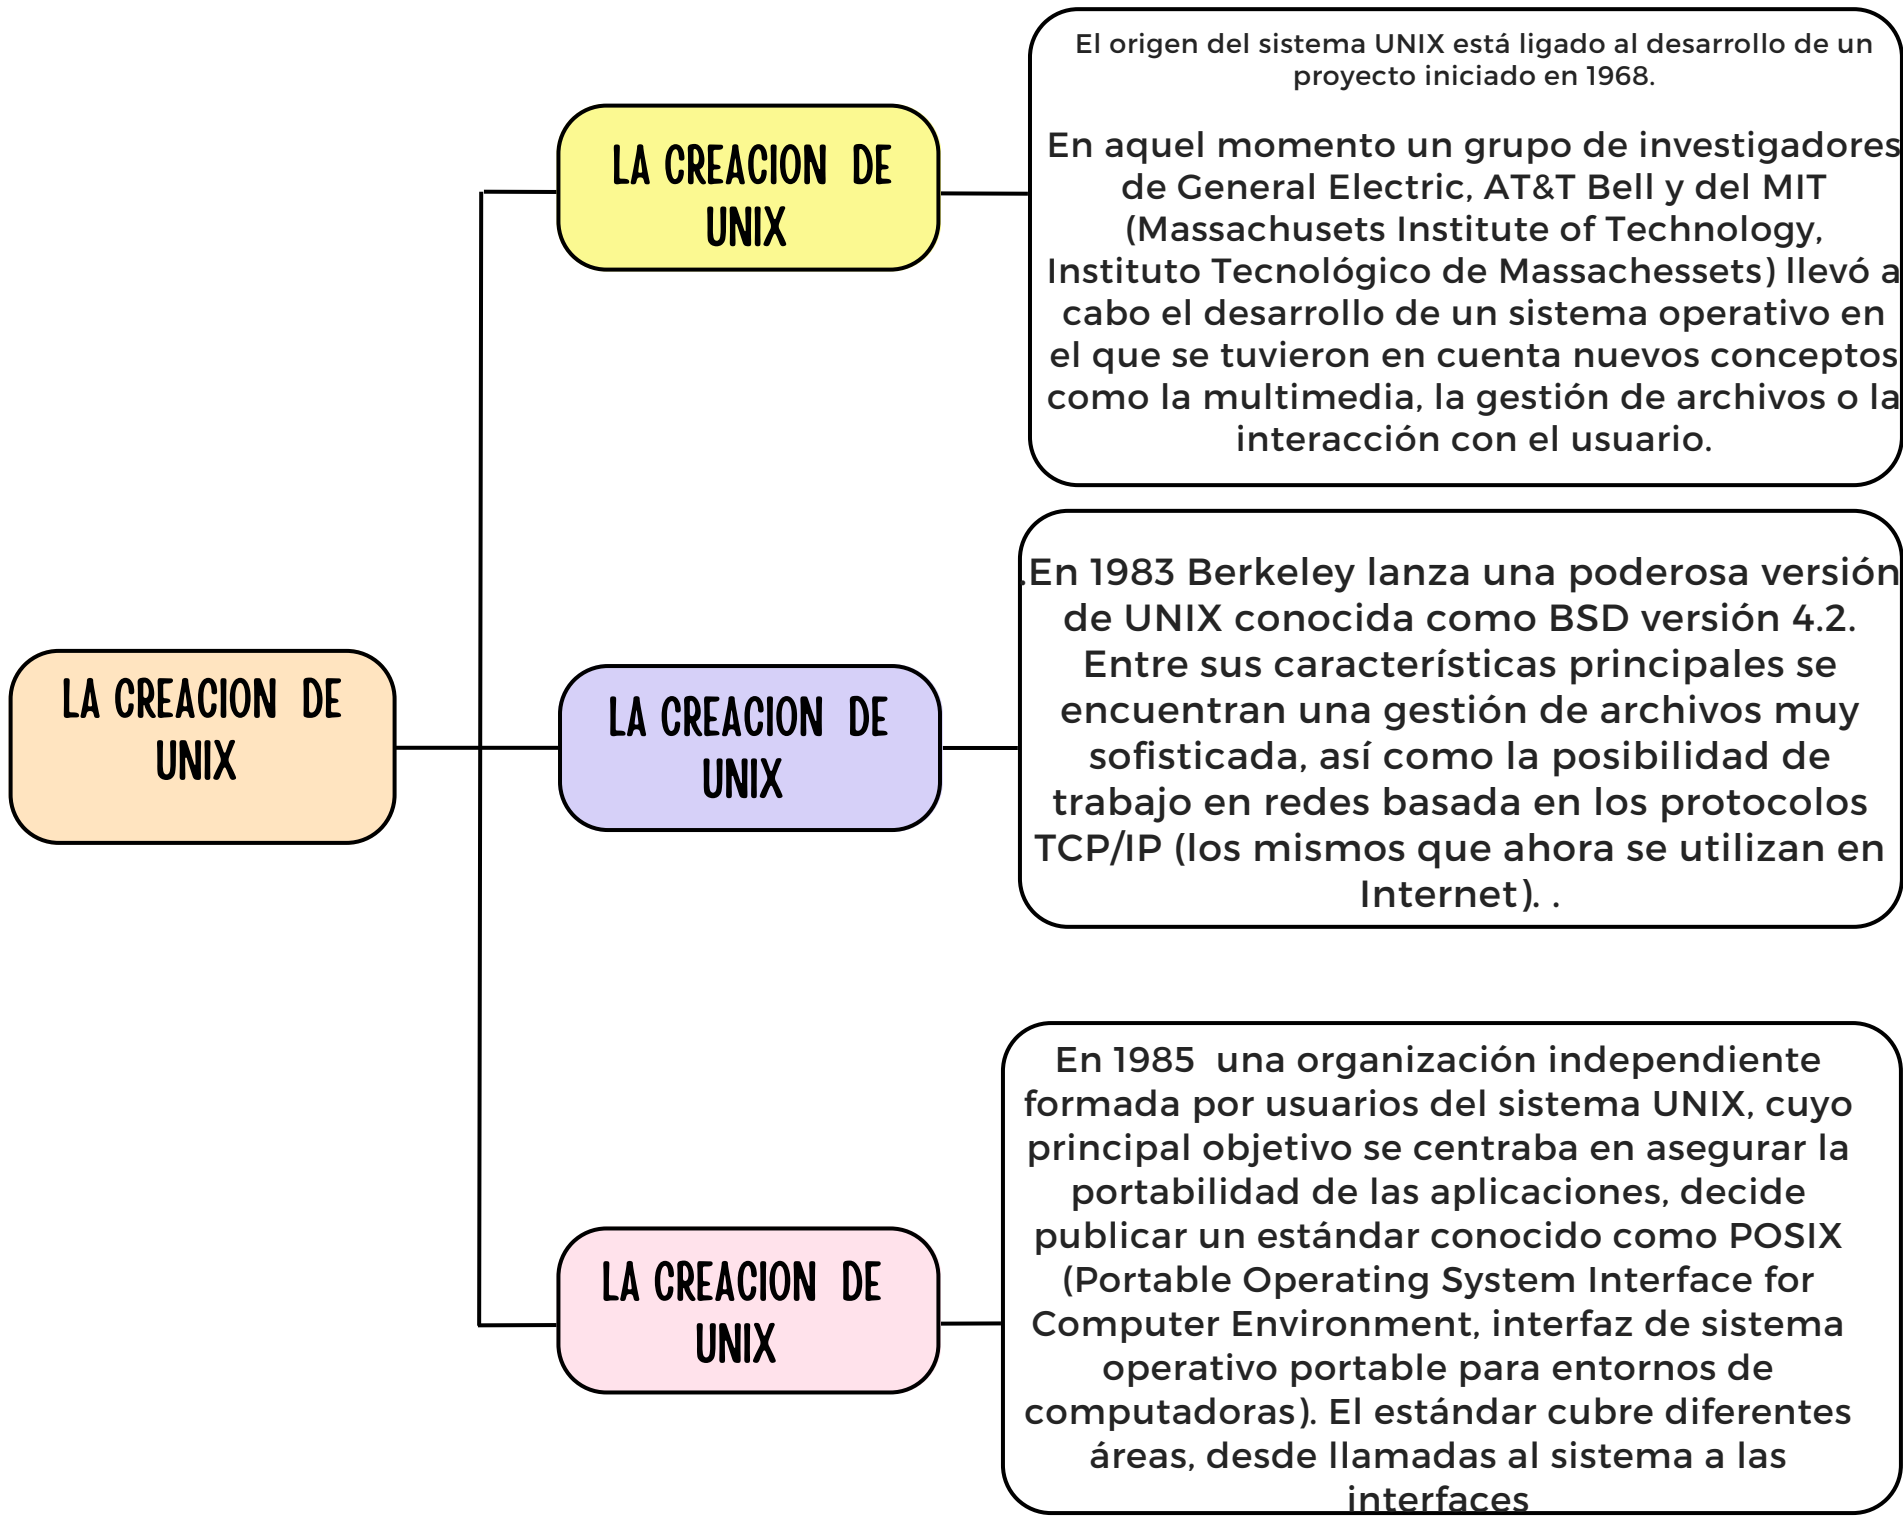 LA CREACION DE
UNIX
LA CREACION DE
UNIX
El origen del sistema UNIX está ligado al desarrollo de un
proyecto iniciado en 1968.
En aquel momento un grupo de investigadores
de General Electric, AT&T Bell y del MIT
(Massachusets Institute of Technology,
Instituto Tecnológico de Massachessets) llevó a
cabo el desarrollo de un sistema operativo en
el que se tuvieron en cuenta nuevos conceptos
como la multimedia, la gestión de archivos o la
interacción con el usuario.
LA CREACION DE
UNIX
.En 1983 Berkeley lanza una poderosa versión
de UNIX conocida como BSD versión 4.2.
Entre sus características principales se
encuentran una gestión de archivos muy
sofisticada, así como la posibilidad de
trabajo en redes basada en los protocolos
TCP/IP (los mismos que ahora se utilizan en
Internet). .
LA CREACION DE
UNIX
En 1985 una organización independiente
formada por usuarios del sistema UNIX, cuyo
principal objetivo se centraba en asegurar la
portabilidad de las aplicaciones, decide
publicar un estándar conocido como POSIX
(Portable Operating System Interface for
Computer Environment, interfaz de sistema
operativo portable para entornos de
computadoras). El estándar cubre diferentes
áreas, desde llamadas al sistema a las
interfaces